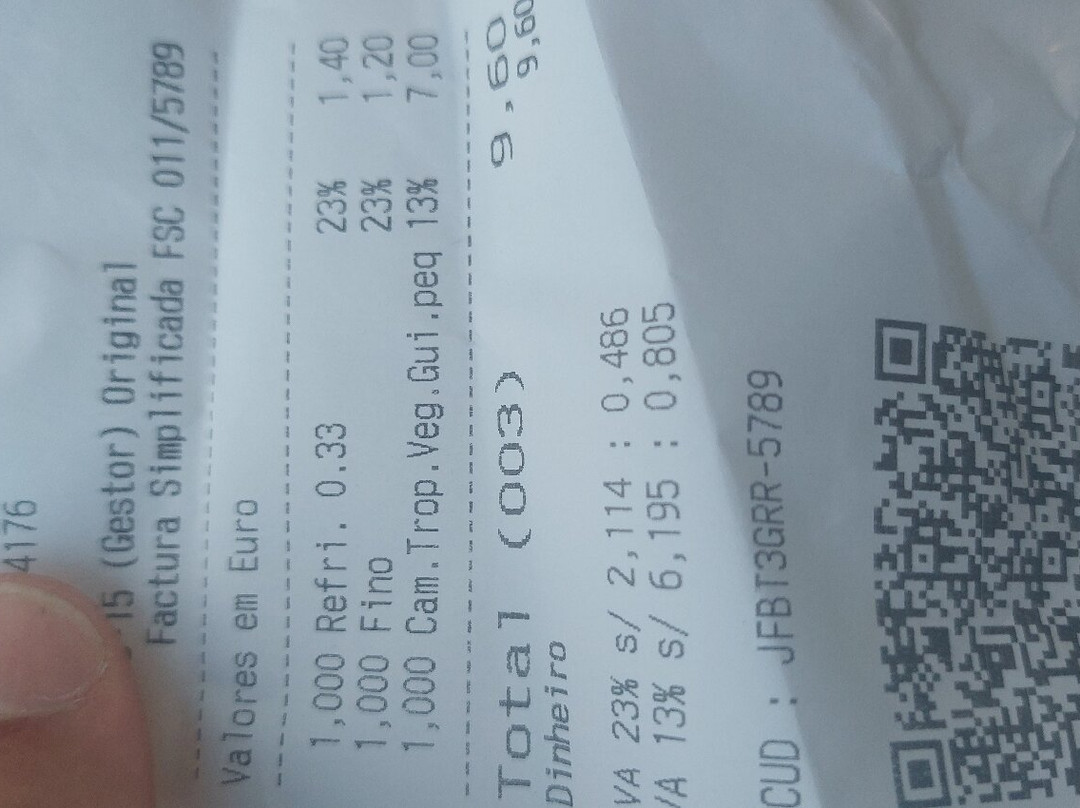 4176
15 (Gestor) Original
Factura Simplificada FSC 011/5789
Valores em Euro
1,000 Refri. 0.33 23% 1,40
1,000 Fino 23% 1,20
1,000 Cam.Trop.Veg.Gui.peq 13% 7,00
Total (003) 9,60
Dinheiro 9,60
VA 23% s/ 2,114 : 0,486
VA 13% s/ 6,195 : 0,805
CUD : JFBT3GRR-5789